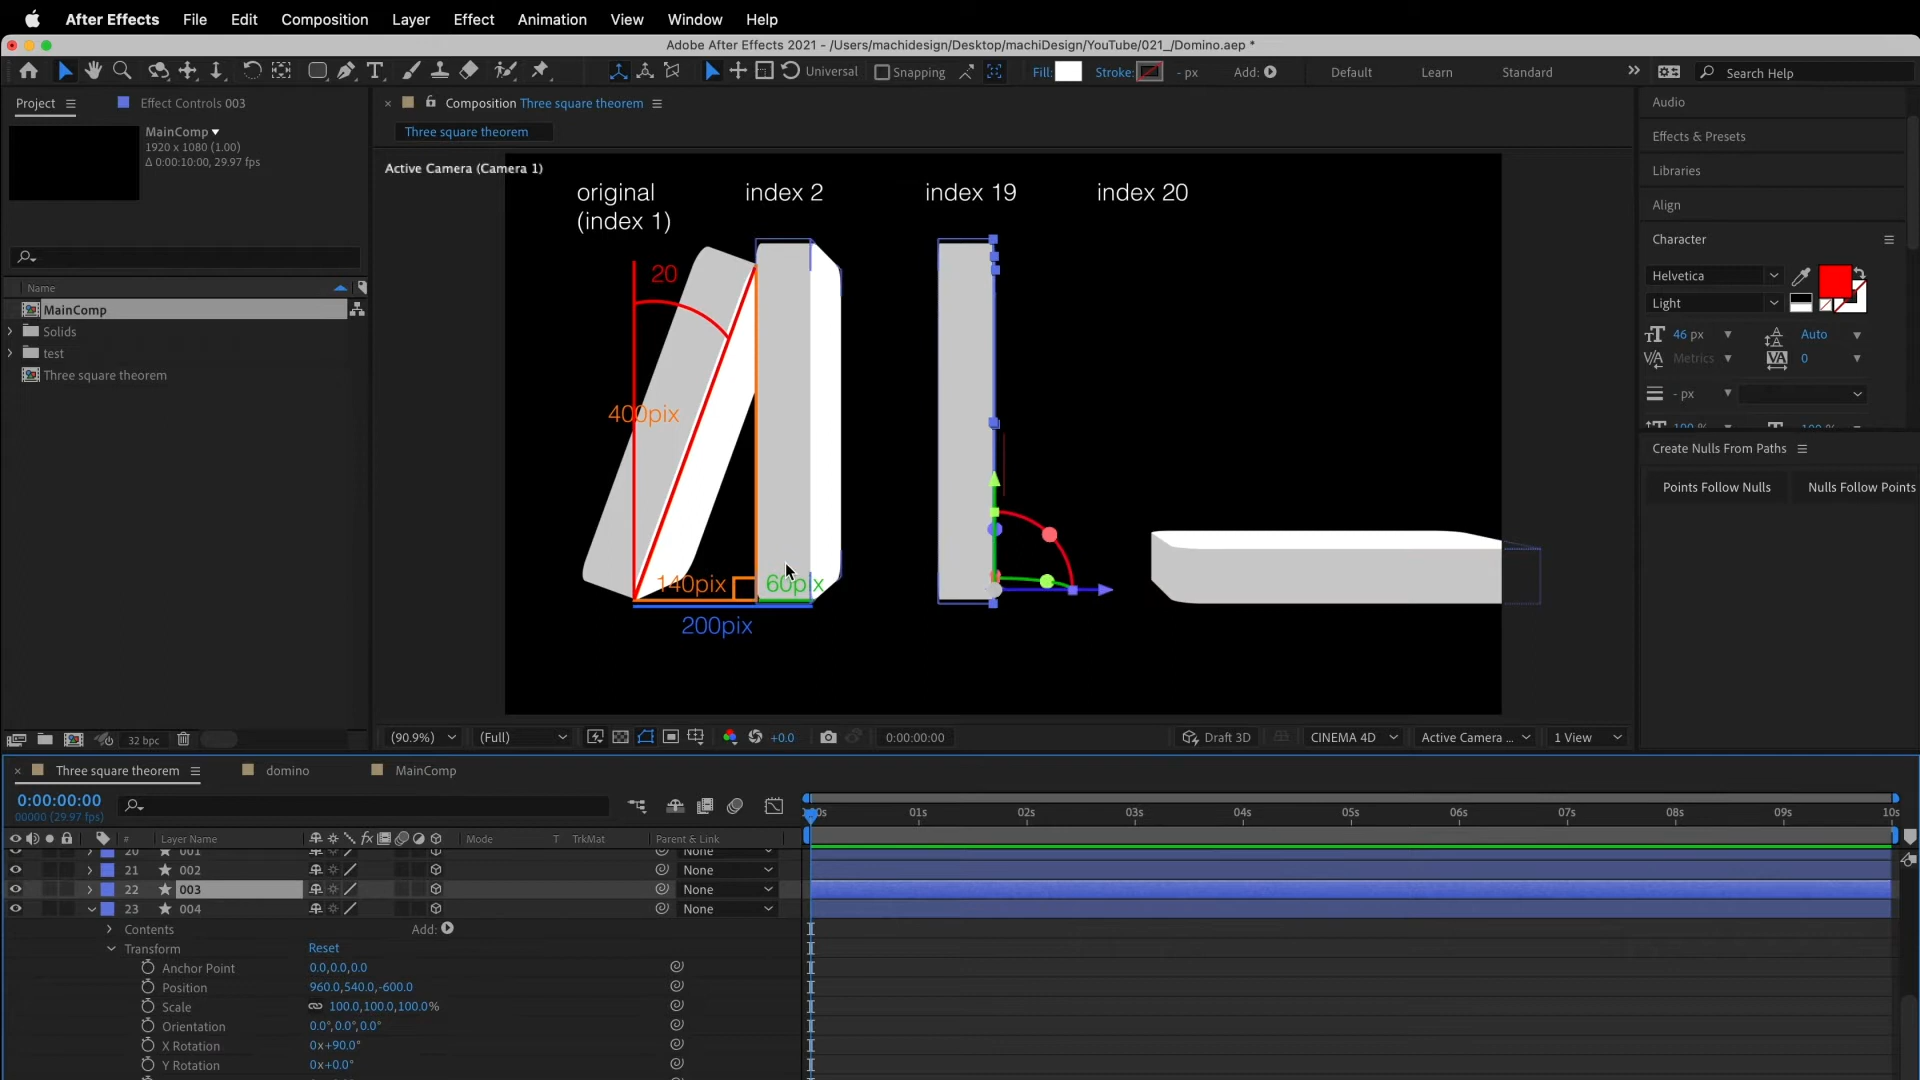 After Effects File Edit Composition Layer Effect Animation View Window Help
Adobe After Effects 2021 - /Users/machidesign/Desktop/machiDesign/YouTube/021_/Domino.aep *
Universal Snapping Fill: Stroke: - px Add: Default Learn Standard Search Help
Project Effect Controls 003
MainComp
1920 x 1080 (1.00)
Δ 0:00:10:00, 29.97 fps
Name
MainComp
Solids
test
Three square theorem
32 bpc
Composition Three square theorem
Three square theorem
Active Camera (Camera 1)
original
(index 1)
index 2
index 19
index 20
20
400pix
140pix
60pix
200pix
(90.9%) (Full) +0.0 0:00:00:00 Draft 3D CINEMA 4D Active Camera ... 1 View
Audio
Effects & Presets
Libraries
Align
Character
Helvetica
Light
46 px Auto
Metrics 0
- px
100 % 100 %
Create Nulls From Paths
Points Follow Nulls Nulls Follow Points
Three square theorem domino MainComp
0:00:00:00
00000 (29.97 fps)
01s 02s 03s 04s 05s 06s 07s 08s 09s 10s
# Layer Name Mode T TrkMat Parent & Link
20 001 None
21 002 None
22 003 None
23 004 None
Contents Add:
Transform Reset
Anchor Point 0.0,0.0,0.0
Position 960.0,540.0,-600.0
Scale 100.0,100.0,100.0%
Orientation 0.0°,0.0°,0.0°
X Rotation 0x+90.0°
Y Rotation 0x+0.0°